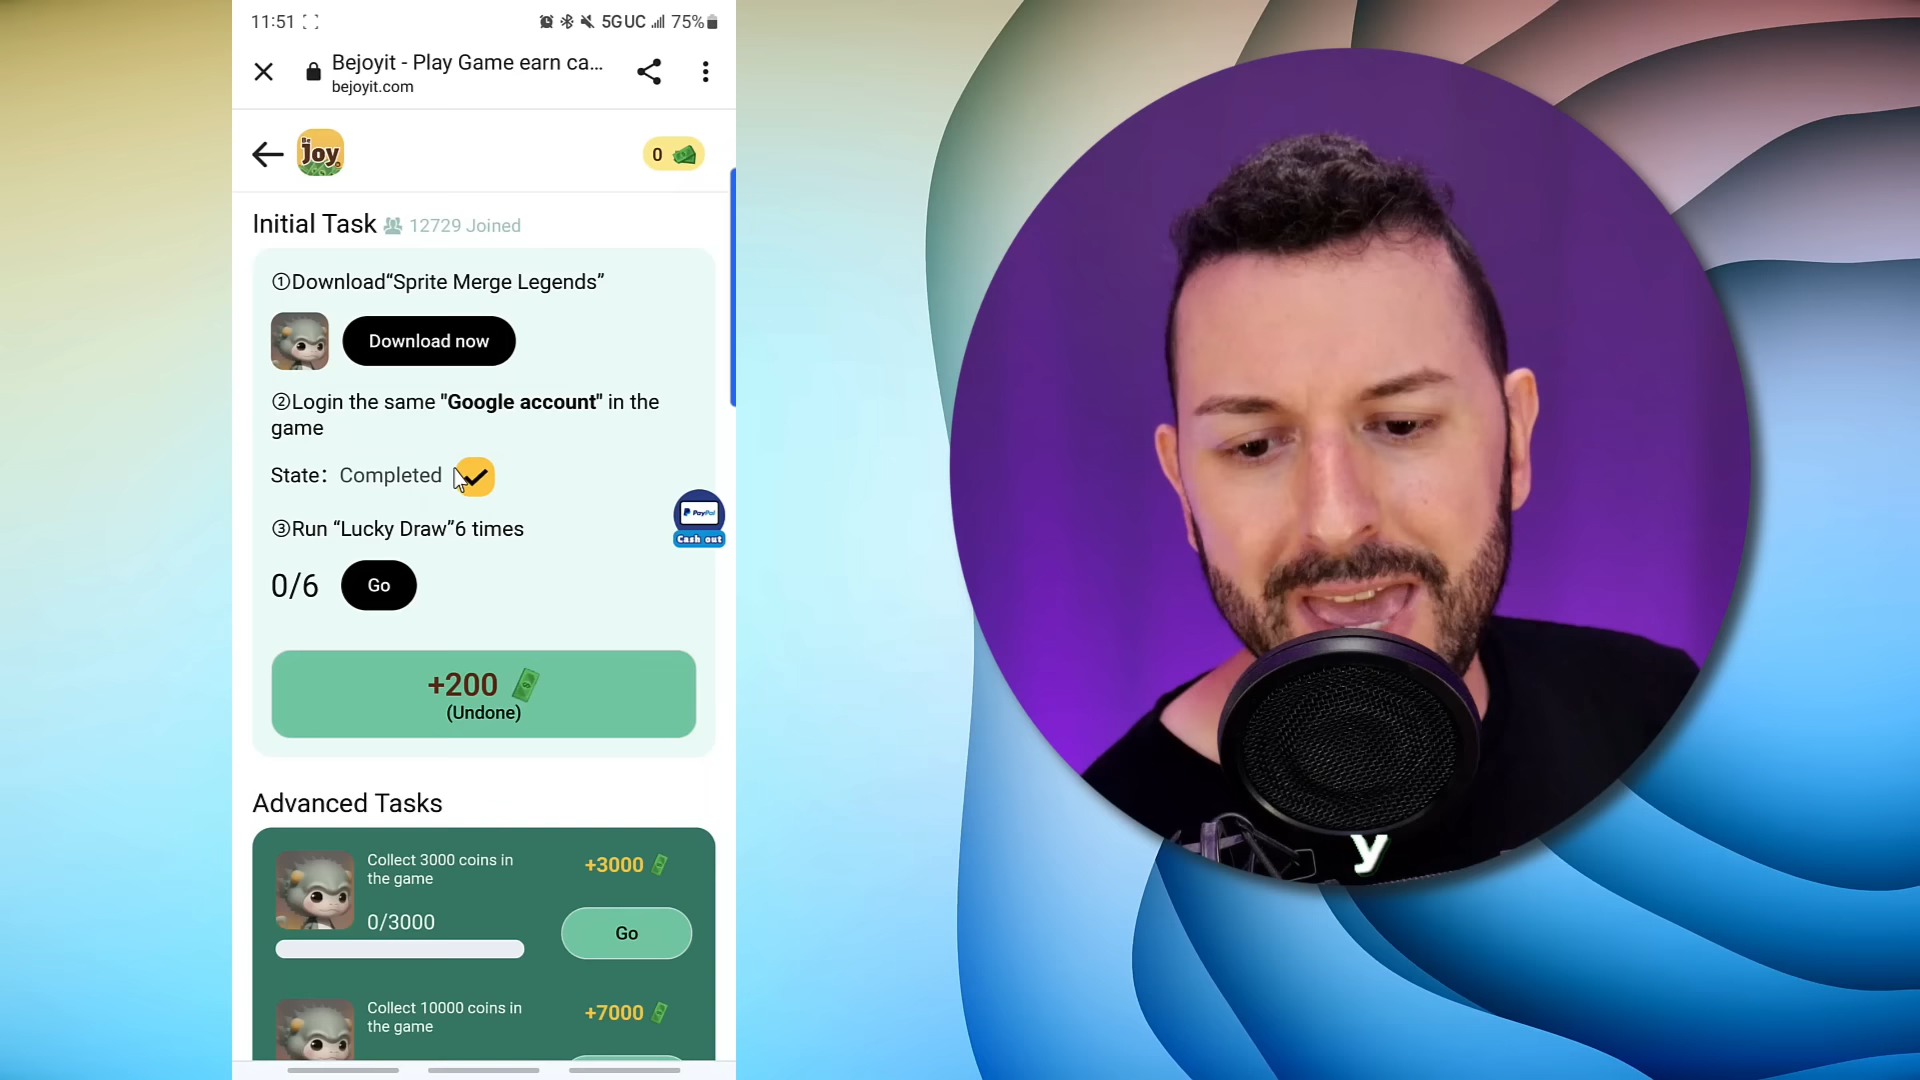 11:51
5GUC
75%
Bejoyit - Play Game earn ca...
bejoyit.com
Be
joy
0
Initial Task
12729 Joined
①Download“Sprite Merge Legends”
Download now
②Login the same "Google account" in the
game
State： Completed
PayPal
Cash out
③Run “Lucky Draw”6 times
0/6
Go
+200
(Undone)
Advanced Tasks
Collect 3000 coins in
the game
+3000
0/3000
Go
Collect 10000 coins in
the game
+7000
y